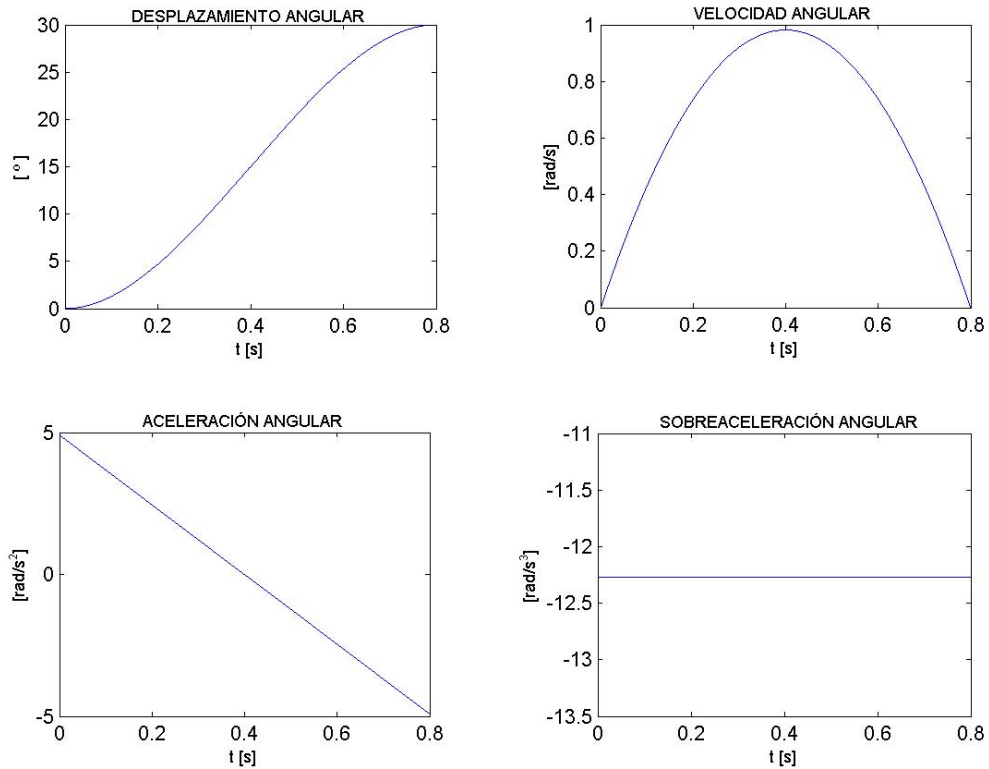 DESPLAZAMIENTO ANGULAR
30
25
20
15
10
5
0
[ º ]
0 0.2 0.4 0.6 0.8
t [s]
VELOCIDAD ANGULAR
1
0.8
0.6
0.4
0.2
0
[rad/s]
0 0.2 0.4 0.6 0.8
t [s]
ACELERACIÓN ANGULAR
5
0
-5
[rad/s²]
0 0.2 0.4 0.6 0.8
t [s]
SOBREACELERACIÓN ANGULAR
-11
-11.5
-12
-12.5
-13
-13.5
[rad/s³]
0 0.2 0.4 0.6 0.8
t [s]